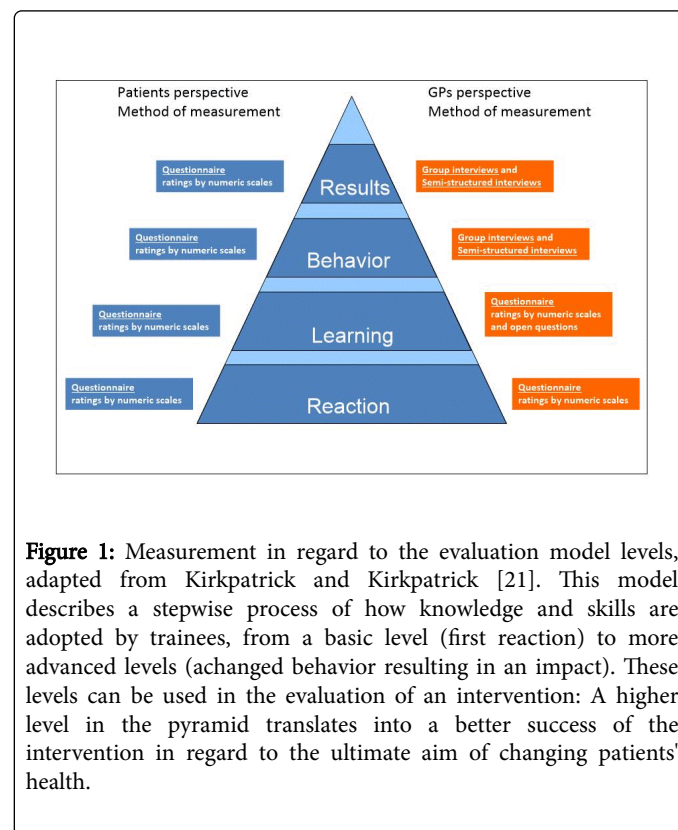 Patients perspective
Method of measurement
GPs perspective
Method of measurement
Questionnaire
ratings by numeric scales
Results
Group interviews and
Semi-structured interviews
Questionnaire
ratings by numeric scales
Behavior
Group interviews and
Semi-structured interviews
Questionnaire
ratings by numeric scales
Learning
Questionnaire
ratings by numeric scales
and open questions
Questionnaire
ratings by numeric scales
Reaction
Questionnaire
ratings by numeric scales
Figure 1: Measurement in regard to the evaluation model levels,
adapted from Kirkpatrick and Kirkpatrick [21]. This model
describes a stepwise process of how knowledge and skills are
adopted by trainees, from a basic level (first reaction) to more
advanced levels (achanged behavior resulting in an impact). These
levels can be used in the evaluation of an intervention: A higher
level in the pyramid translates into a better success of the
intervention in regard to the ultimate aim of changing patients'
health.